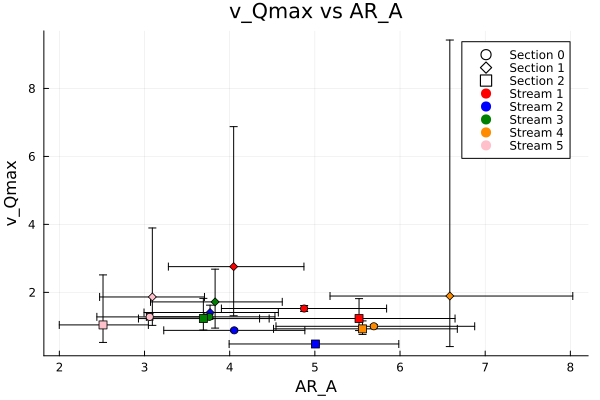 v_Qmax vs AR_A
Section 0
Section 1
Section 2
Stream 1
Stream 2
Stream 3
Stream 4
Stream 5
8
6
4
2
v_Qmax
2 3 4 5 6 7 8
AR_A